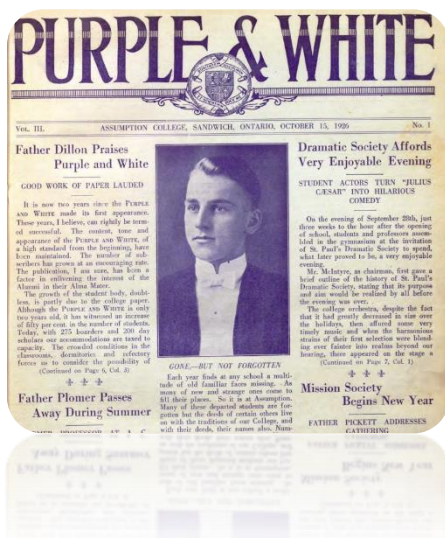 PURPLE & WHITE
VOL. III. ASSUMPTION COLLEGE, SANDWICH, ONTARIO, OCTOBER 15, 1926 No. 1
Father Dillon Praises
Purple and White
GOOD WORK OF PAPER LAUDED
It is now two years since the PURPLE
AND WHITE made its first appearance.
These years, I believe, can rightly be term-
ed successful. The content, tone and
appearance of the PURPLE AND WHITE, of
a high standard from the beginning, have
been maintained. The number of sub-
scribers has grown at an encouraging rate.
The publication, I am sure, has been a
factor in enlivening the interest of the
Alumni in their Alma Mater.
The growth of the student body, doubt-
less, is partly due to the college paper.
Although the PURPLE AND WHITE is only
two years old, it has witnessed an increase
of fifty per cent. in the number of students.
Today, with 275 boarders and 200 day
scholars our accommodations are taxed to
capacity. The crowded conditions in the
classrooms, dormitories and refectory
forces us to consider the possibility of
(Continued on Page 6, Col. 3)
Father Plomer Passes
Away During Summer
GONE,—BUT NOT FORGOTTEN
Each year finds at any school a multi-
tude of old familiar faces missing. As
many of new and strange ones come to
fill their places. So it is at Assumption.
Many of these departed students are for-
gotten but the deeds of certain others live
on with the traditions of our College, and
with their deeds, their names also. Num-
Dramatic Society Affords
Very Enjoyable Evening
STUDENT ACTORS TURN "JULIUS
CÆSAR" INTO HILARIOUS
COMEDY
On the evening of September 28th, just
three weeks to the hour after the opening
of school, students and professors assem-
bled in the gymnasium at the invitation
of St. Paul's Dramatic Society to spend,
what later proved to be, a very enjoyable
evening.
Mr. McIntyre, as chairman, first gave a
brief outline of the history of St. Paul's
Dramatic Society, stating that its purpose
and aim would be realized by all before
the evening was over.
The college orchestra, despite the fact
that it had greatly decreased in size over
the holidays, then offered some very
timely music and when the harmonious
strains of their first selection were blend-
ing ever fainter into realms beyond our
hearing, there appeared on the stage a
(Continued on Page 7, Col. 1)
Mission Society
Begins New Year
FATHER PICKETT ADDRESSES
GATHERING